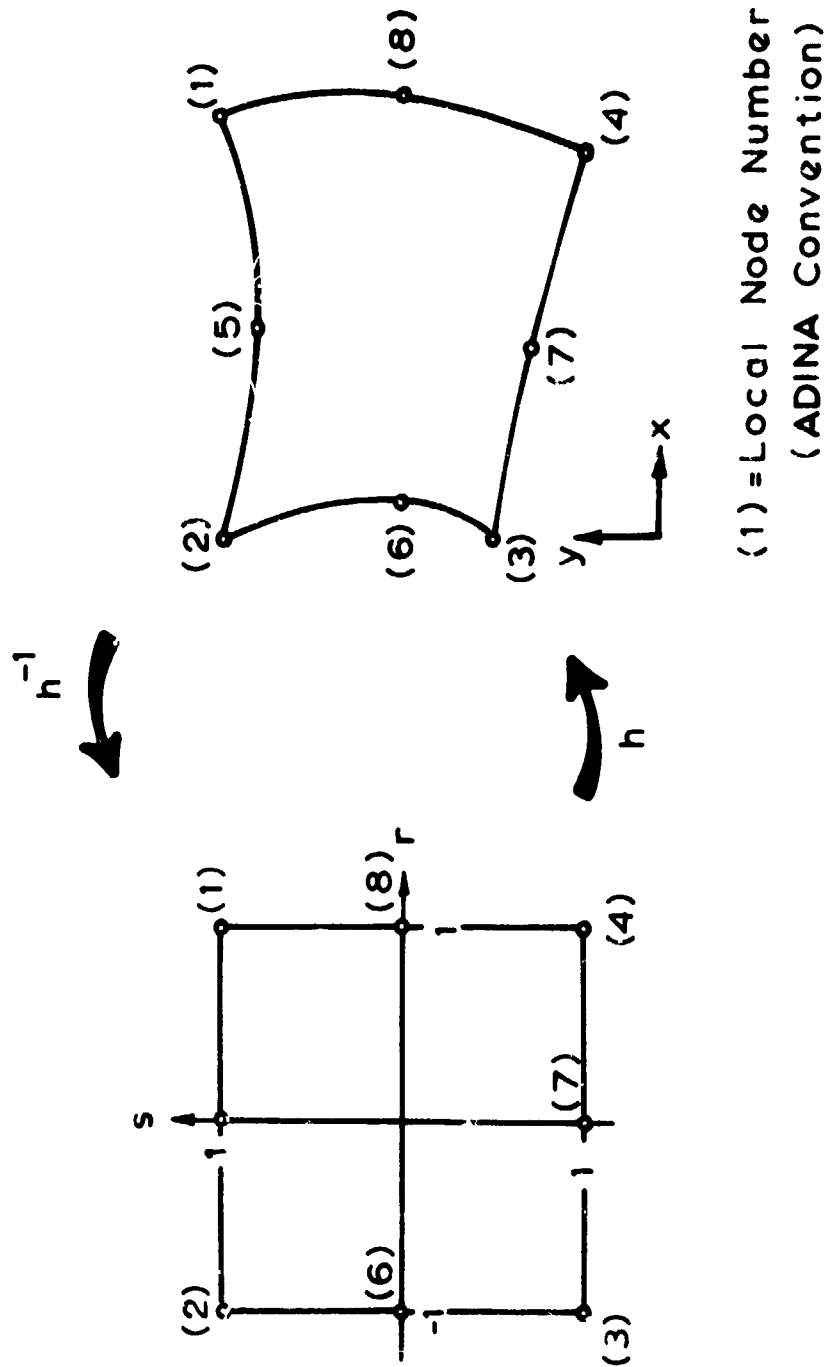 h⁻¹
s
(2)
(1)
1
(6)
(8)
r
-1
1
(7)
1
(3)
(4)
h
(2)
(5)
(1)
(6)
(8)
(3)
(7)
(4)
y
x
(1) = Local Node Number
(ADINA Convention)